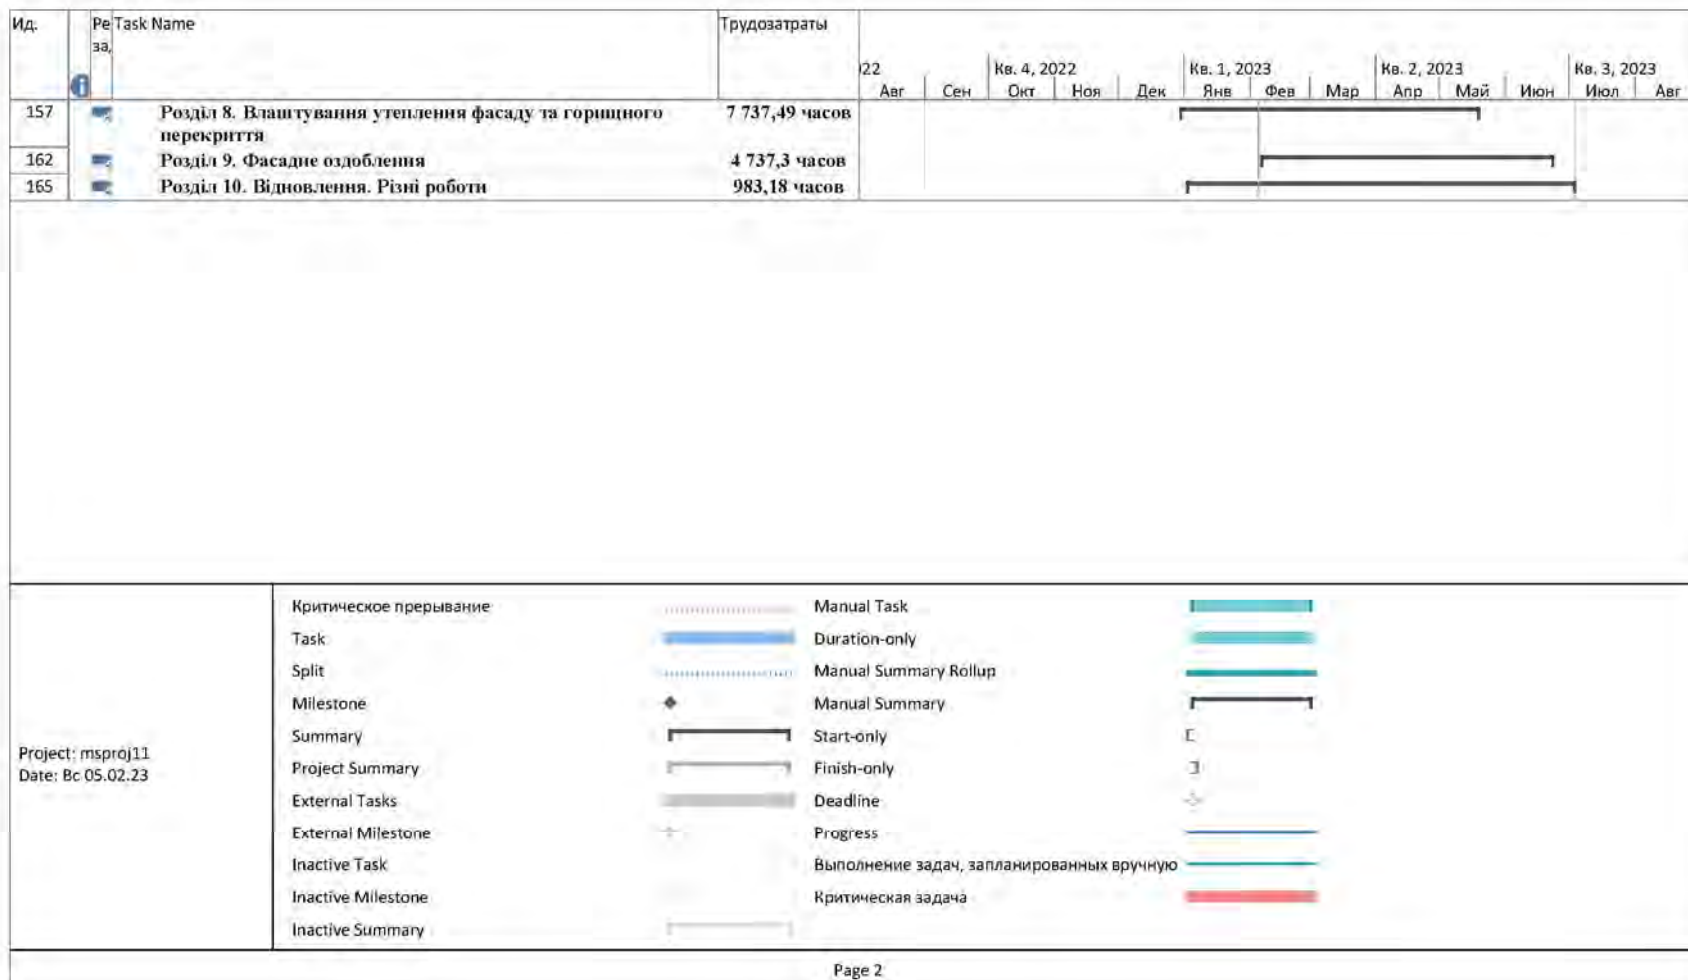 Ид.
Ре
за,
Task Name
Трудозатраты
022
Кв. 4, 2022
Кв. 1, 2023
Кв. 2, 2023
Кв. 3, 2023
Авг Сен Окт Ноя Дек Янв Фев Мар Апр Май Июн Июл Авг
157 Розділ 8. Влаштування утеплення фасаду та горищного 7 737,49 часов
перекриття
162 Розділ 9. Фасадне оздоблення 4 737,3 часов
165 Розділ 10. Відновлення. Різні роботи 983,18 часов
Project: msproj11
Date: Вс 05.02.23
Критическое прерывание
Task
Split
Milestone
Summary
Project Summary
External Tasks
External Milestone
Inactive Task
Inactive Milestone
Inactive Summary
Manual Task
Duration-only
Manual Summary Rollup
Manual Summary
Start-only
Finish-only
Deadline
Progress
Выполнение задач, запланированных вручную
Критическая задача
Page 2